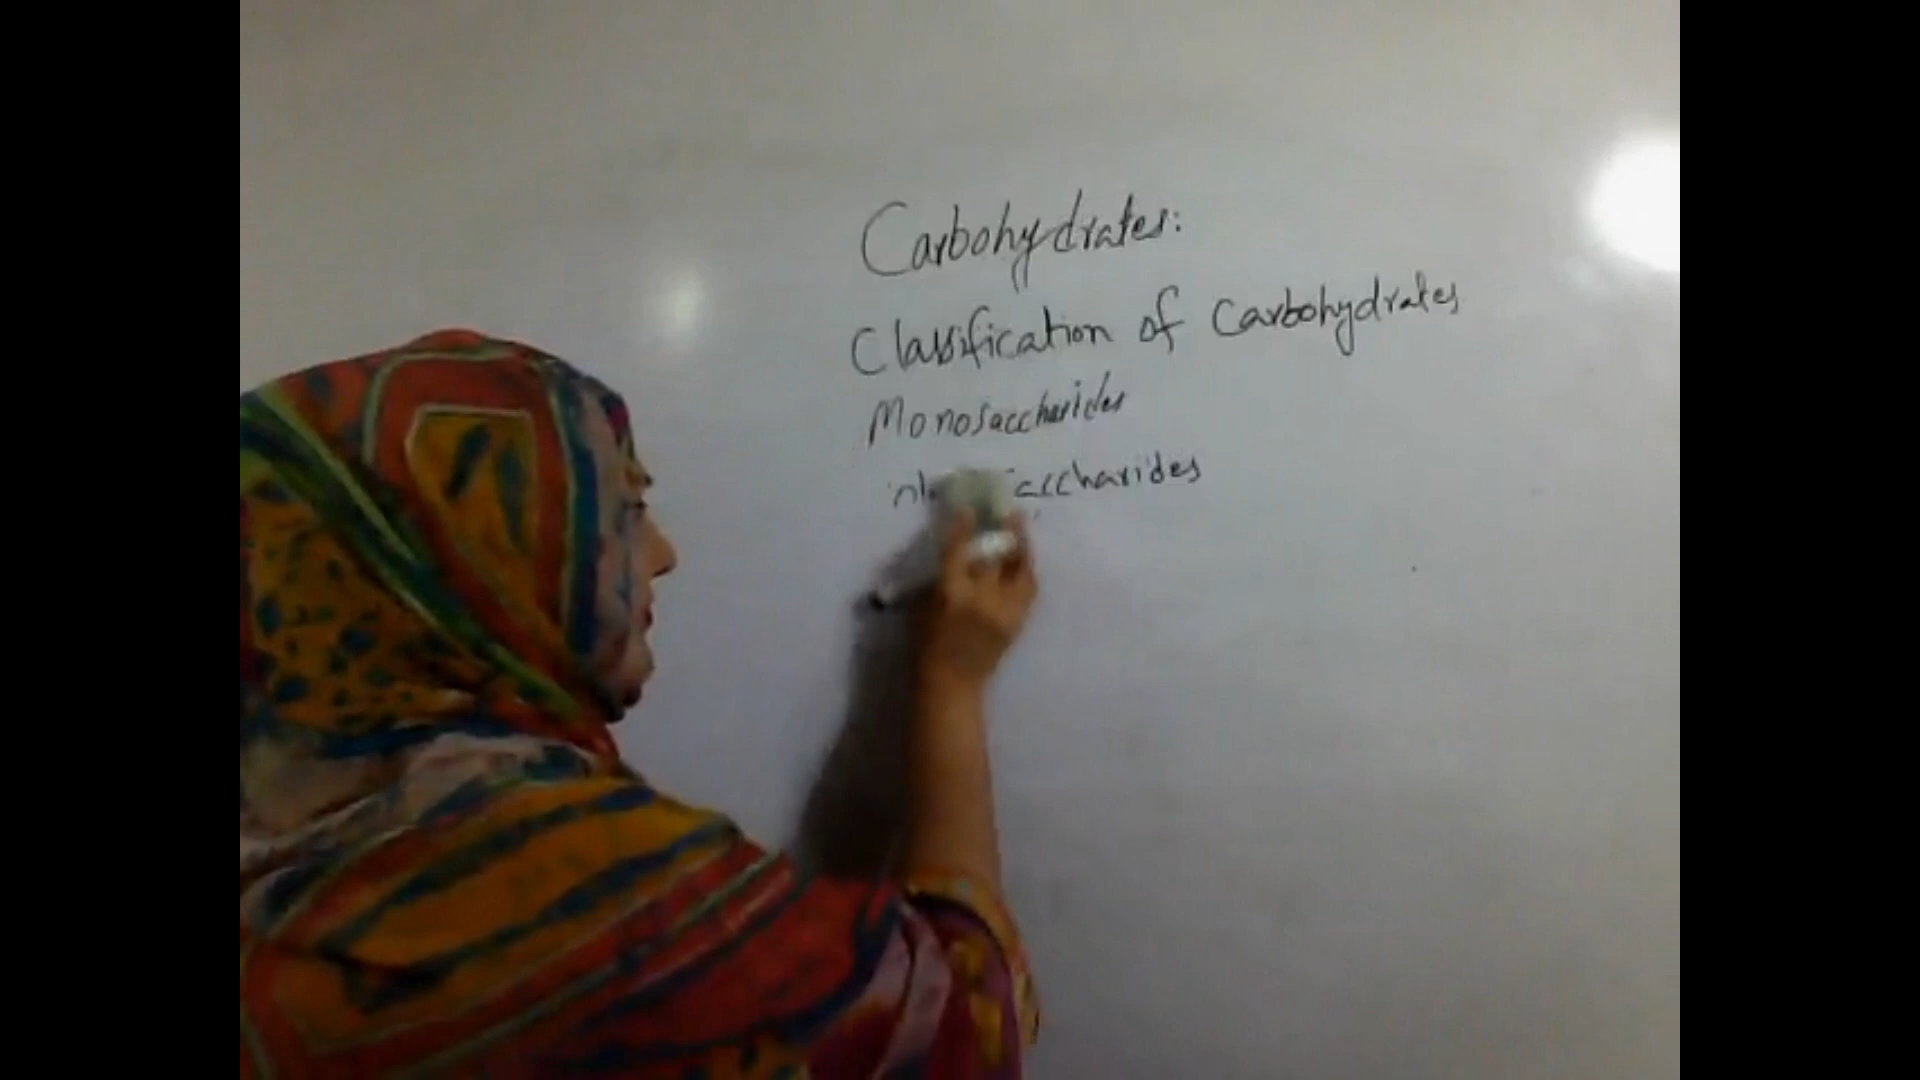 Carbohydrates:
Classification of Carbohydrates
Monosaccharides